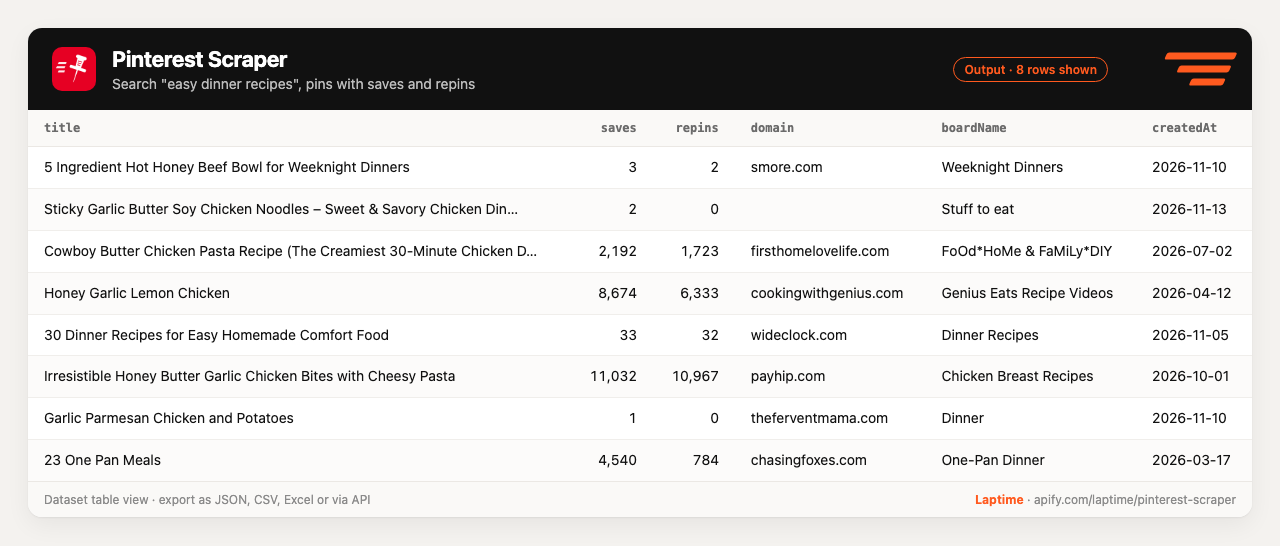 Pinterest Scraper
Search "easy dinner recipes", pins with saves and repins
Output · 8 rows shown
title saves repins domain boardName createdAt
5 Ingredient Hot Honey Beef Bowl for Weeknight Dinners 3 2 smore.com Weeknight Dinners 2026-11-10
Sticky Garlic Butter Soy Chicken Noodles – Sweet & Savory Chicken Din... 2 0 Stuff to eat 2026-11-13
Cowboy Butter Chicken Pasta Recipe (The Creamiest 30-Minute Chicken D... 2,192 1,723 firsthomelovelife.com FoOd*HoMe & FaMiLy*DIY 2026-07-02
Honey Garlic Lemon Chicken 8,674 6,333 cookingwithgenius.com Genius Eats Recipe Videos 2026-04-12
30 Dinner Recipes for Easy Homemade Comfort Food 33 32 wideclock.com Dinner Recipes 2026-11-05
Irresistible Honey Butter Garlic Chicken Bites with Cheesy Pasta 11,032 10,967 payhip.com Chicken Breast Recipes 2026-10-01
Garlic Parmesan Chicken and Potatoes 1 0 theferventmama.com Dinner 2026-11-10
23 One Pan Meals 4,540 784 chasingfoxes.com One-Pan Dinner 2026-03-17
Dataset table view · export as JSON, CSV, Excel or via API
Laptime · apify.com/laptime/pinterest-scraper